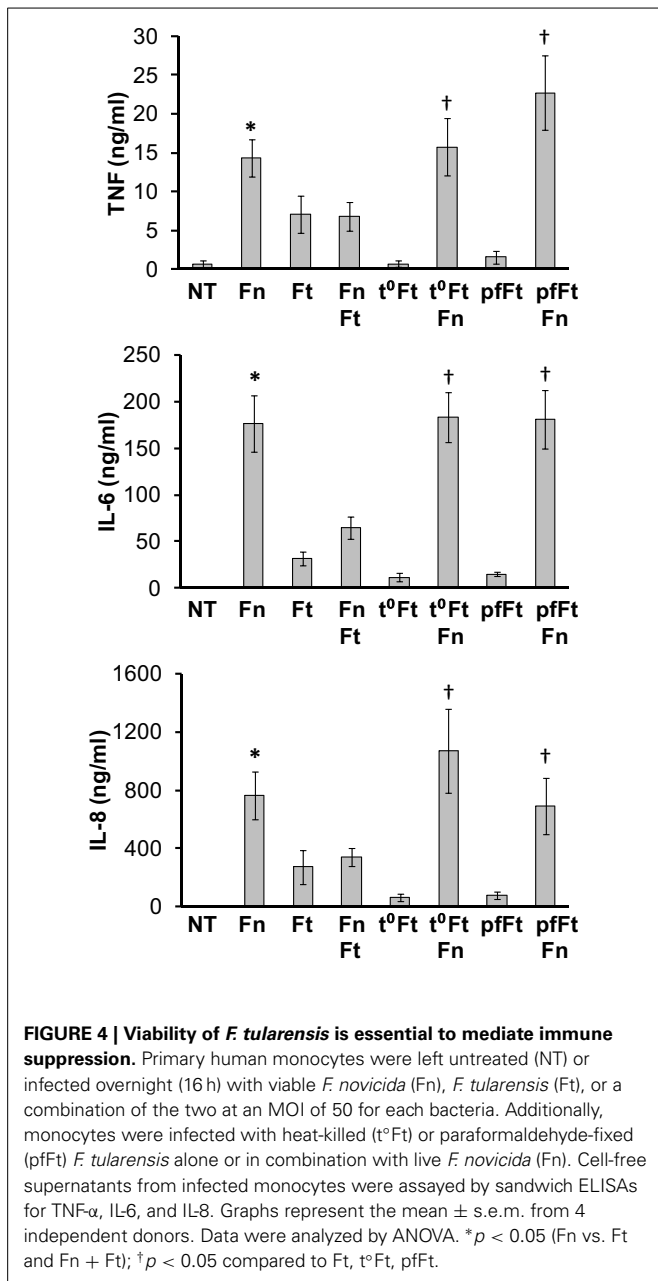 30
25
20
15
10
5
0
TNF (ng/ml)
*
†
†
NT Fn Ft Fn t⁰Ft t⁰Ft pfFt pfFt
Ft Fn Fn
250
200
150
100
50
0
IL-6 (ng/ml)
*
†
†
NT Fn Ft Fn t⁰Ft t⁰Ft pfFt pfFt
Ft Fn Fn
1600
1200
800
400
0
IL-8 (ng/ml)
*
†
†
NT Fn Ft Fn t⁰Ft t⁰Ft pfFt pfFt
Ft Fn Fn
FIGURE 4 | Viability of F. tularensis is essential to mediate immune
suppression. Primary human monocytes were left untreated (NT) or
infected overnight (16 h) with viable F. novicida (Fn), F. tularensis (Ft), or a
combination of the two at an MOI of 50 for each bacteria. Additionally,
monocytes were infected with heat-killed (t°Ft) or paraformaldehyde-fixed
(pfFt) F. tularensis alone or in combination with live F. novicida (Fn). Cell-free
supernatants from infected monocytes were assayed by sandwich ELISAs
for TNF-α, IL-6, and IL-8. Graphs represent the mean ± s.e.m. from 4
independent donors. Data were analyzed by ANOVA. *p < 0.05 (Fn vs. Ft
and Fn + Ft); †p < 0.05 compared to Ft, t°Ft, pfFt.